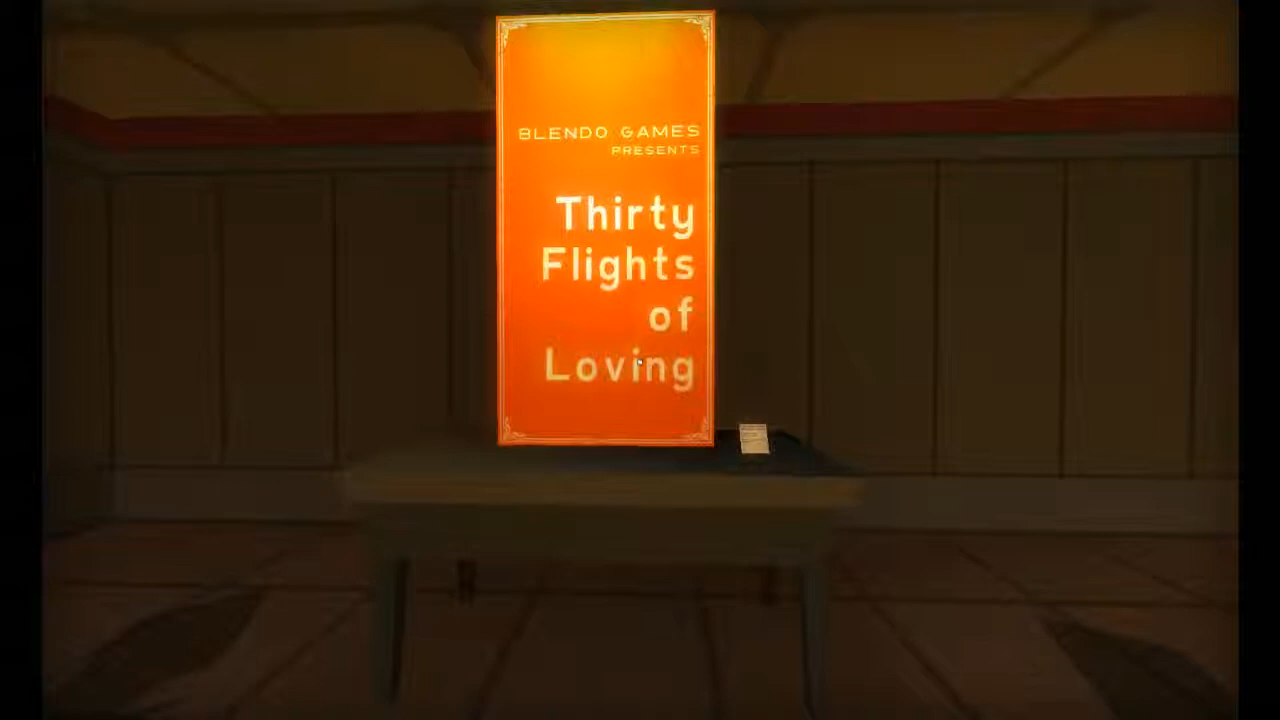 BLENDO GAMES
PRESENTS
Thirty
Flights
of
Loving